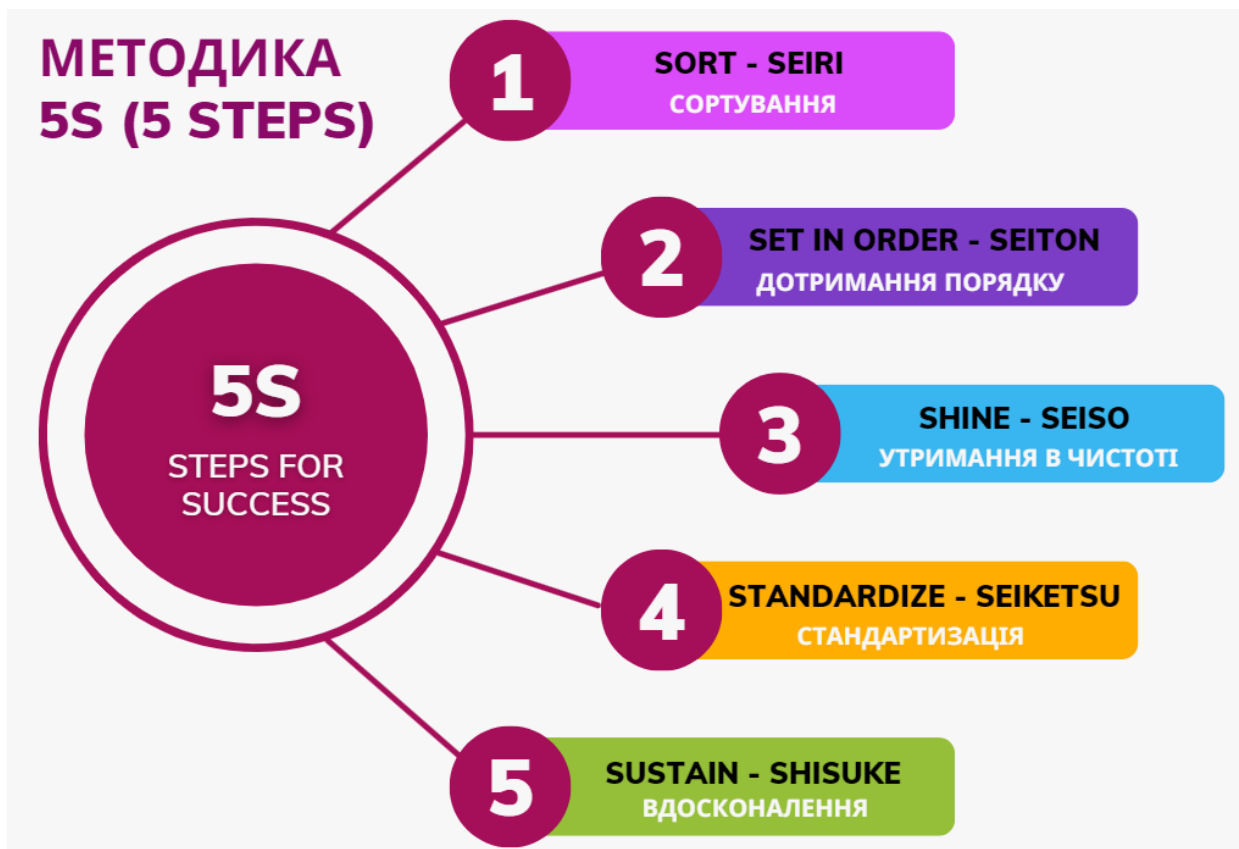 МЕТОДИКА
5S (5 STEPS)
1
SORT - SEIRI
СОРТУВАННЯ
2
SET IN ORDER - SEITON
ДОТРИМАННЯ ПОРЯДКУ
5S
STEPS FOR
SUCCESS
3
SHINE - SEISO
УТРИМАННЯ В ЧИСТОТІ
4
STANDARDIZE - SEIKETSU
СТАНДАРТИЗАЦІЯ
5
SUSTAIN - SHISUKE
ВДОСКОНАЛЕННЯ